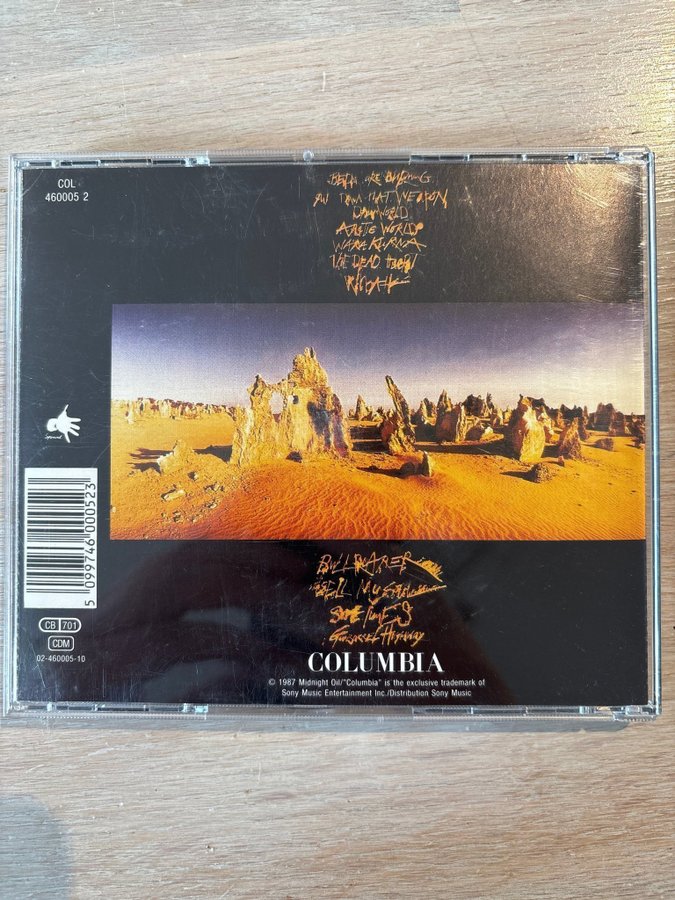 COL
460005 2
BEDS ARE BURNING
PUT DOWN THAT WEAPON
DREAMWORLD
ARCTIC WORLD
WARAKURNA
THE DEAD HEART
WHOAH
5 099746 000523
CB 701
CDM
02-460005-10
BULLROARER
SELL MY SOUL
SOMETIMES
GUNBARREL HIGHWAY
COLUMBIA
© 1987 Midnight Oil/"Columbia" is the exclusive trademark of
Sony Music Entertainment Inc./Distribution Sony Music